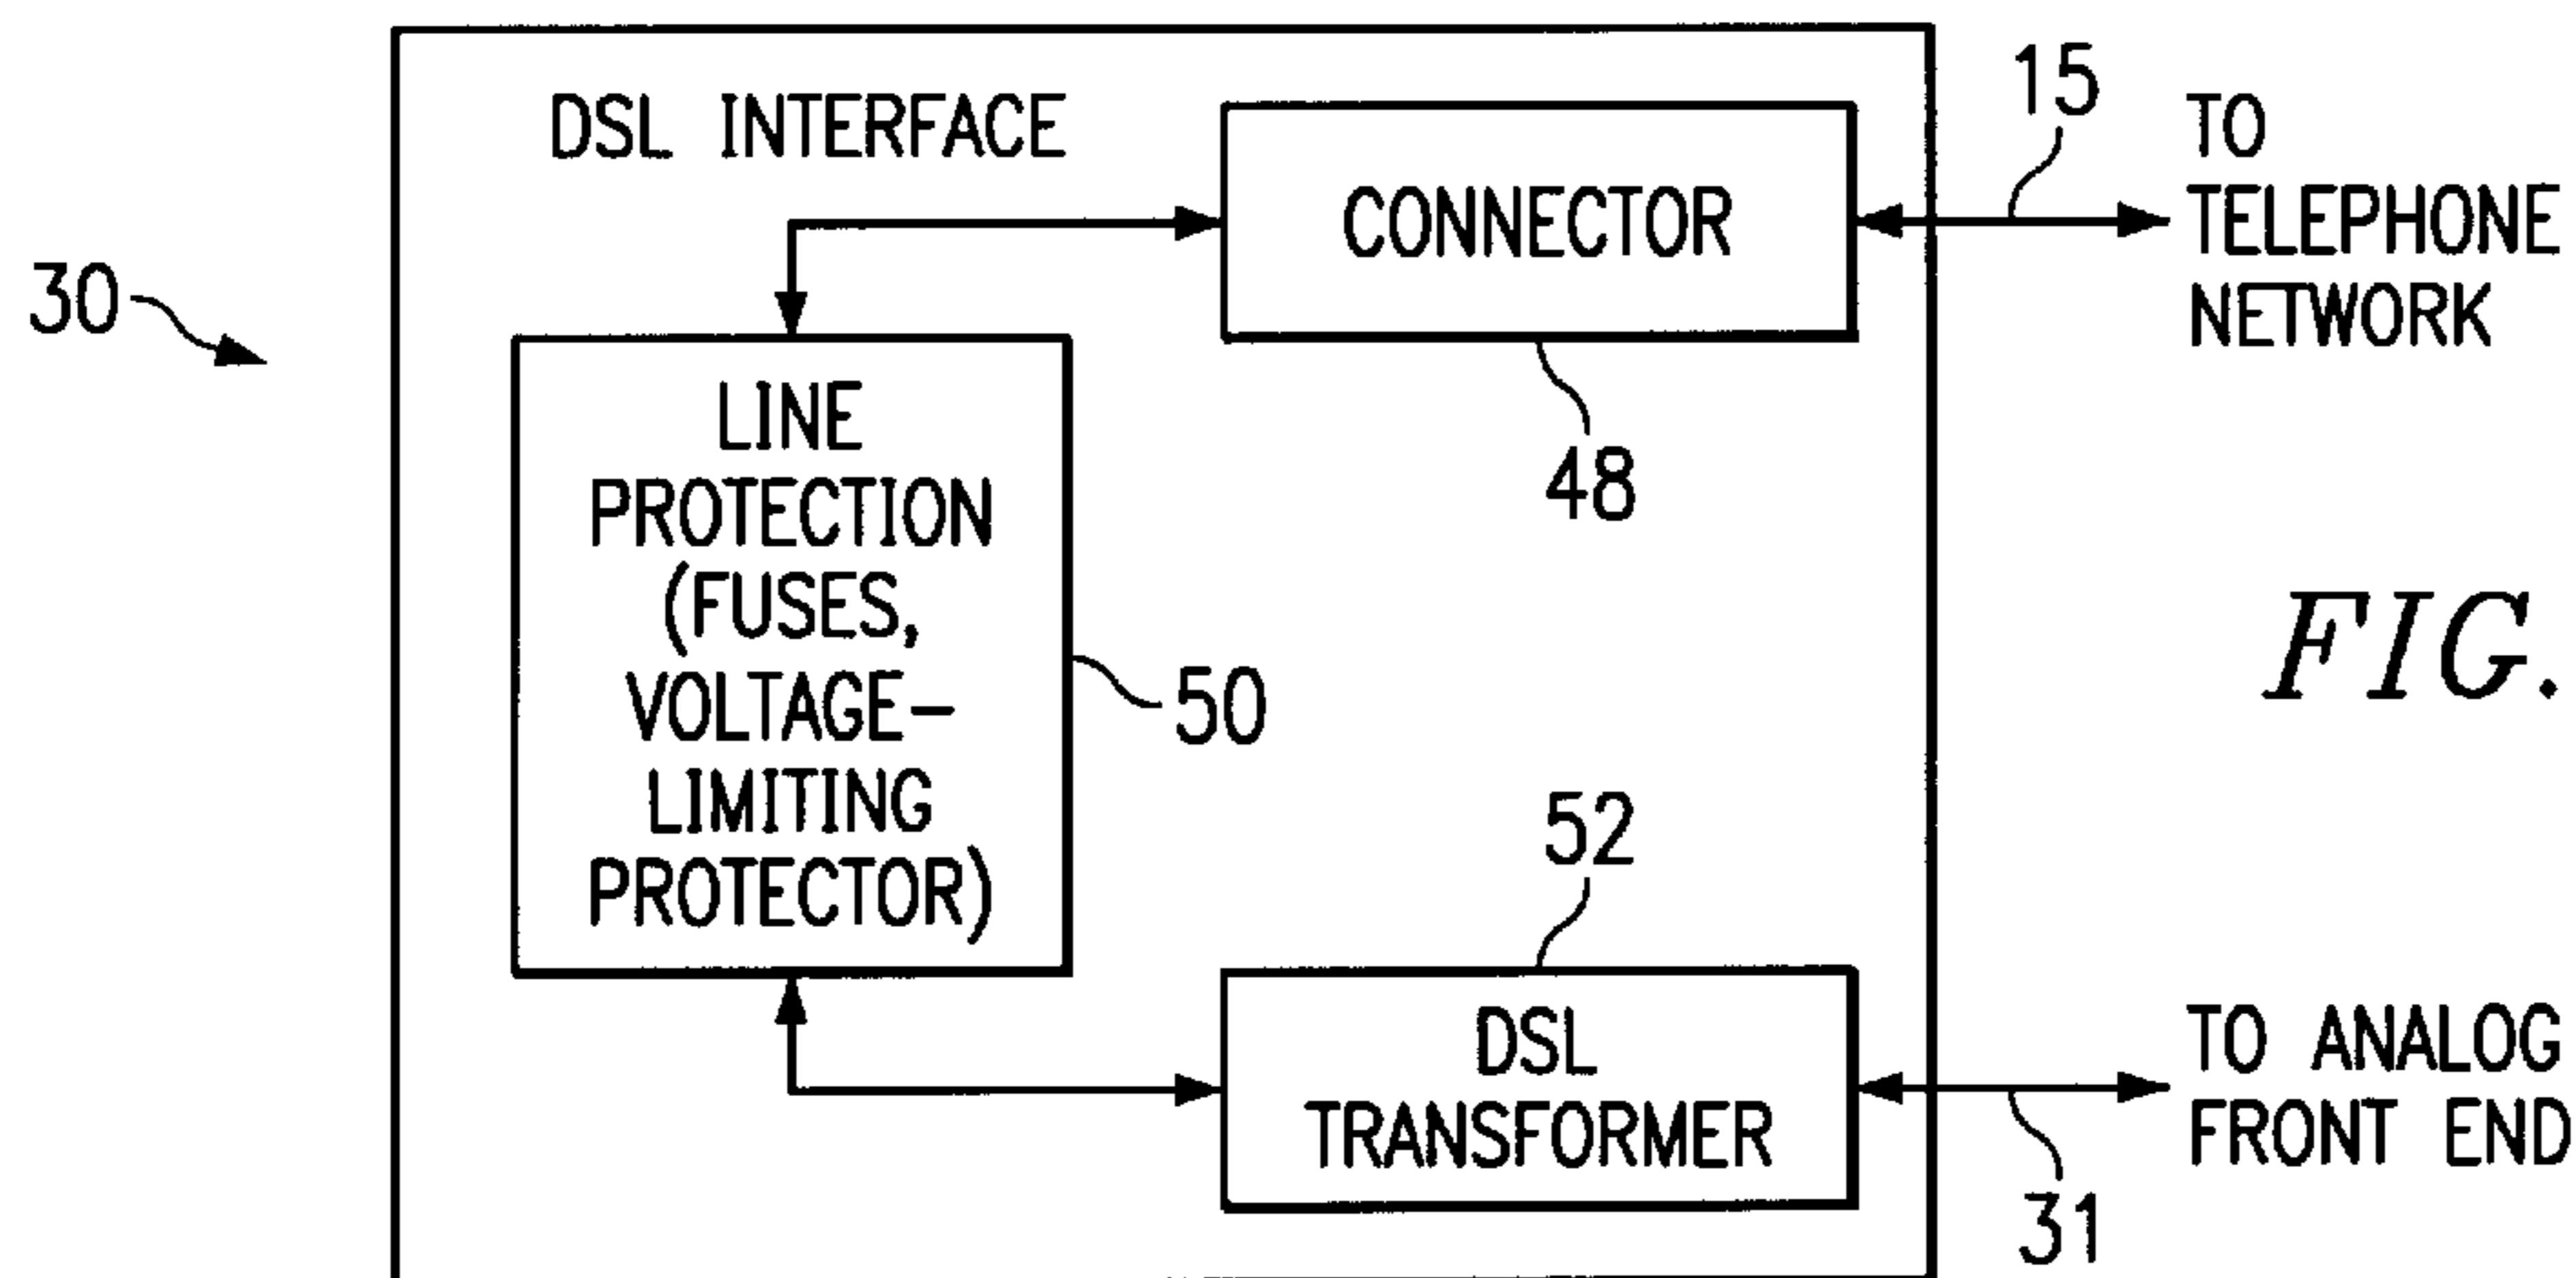 DSL INTERFACE
CONNECTOR
15
TO
TELEPHONE
NETWORK
30
48
LINE
PROTECTION
(FUSES,
VOLTAGE-
LIMITING
PROTECTOR)
50
FIG.
52
DSL
TRANSFORMER
TO ANALOG
FRONT END
31